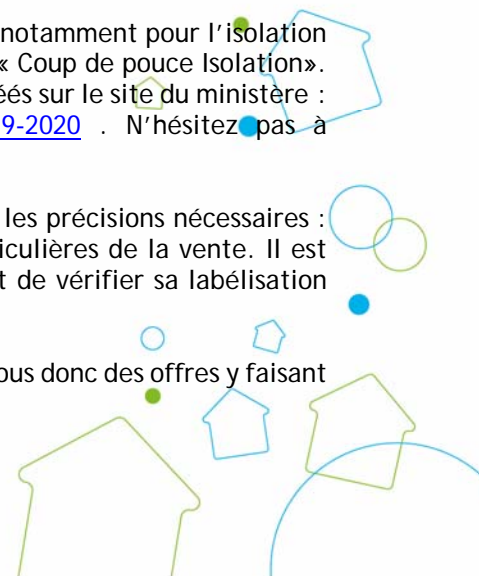 notamment pour l'isolation
« Coup de pouce Isolation».
éés sur le site du ministère :
9-2020 . N'hésitez pas à
les précisions nécessaires :
iculières de la vente. Il est
t de vérifier sa labélisation
ous donc des offres y faisant